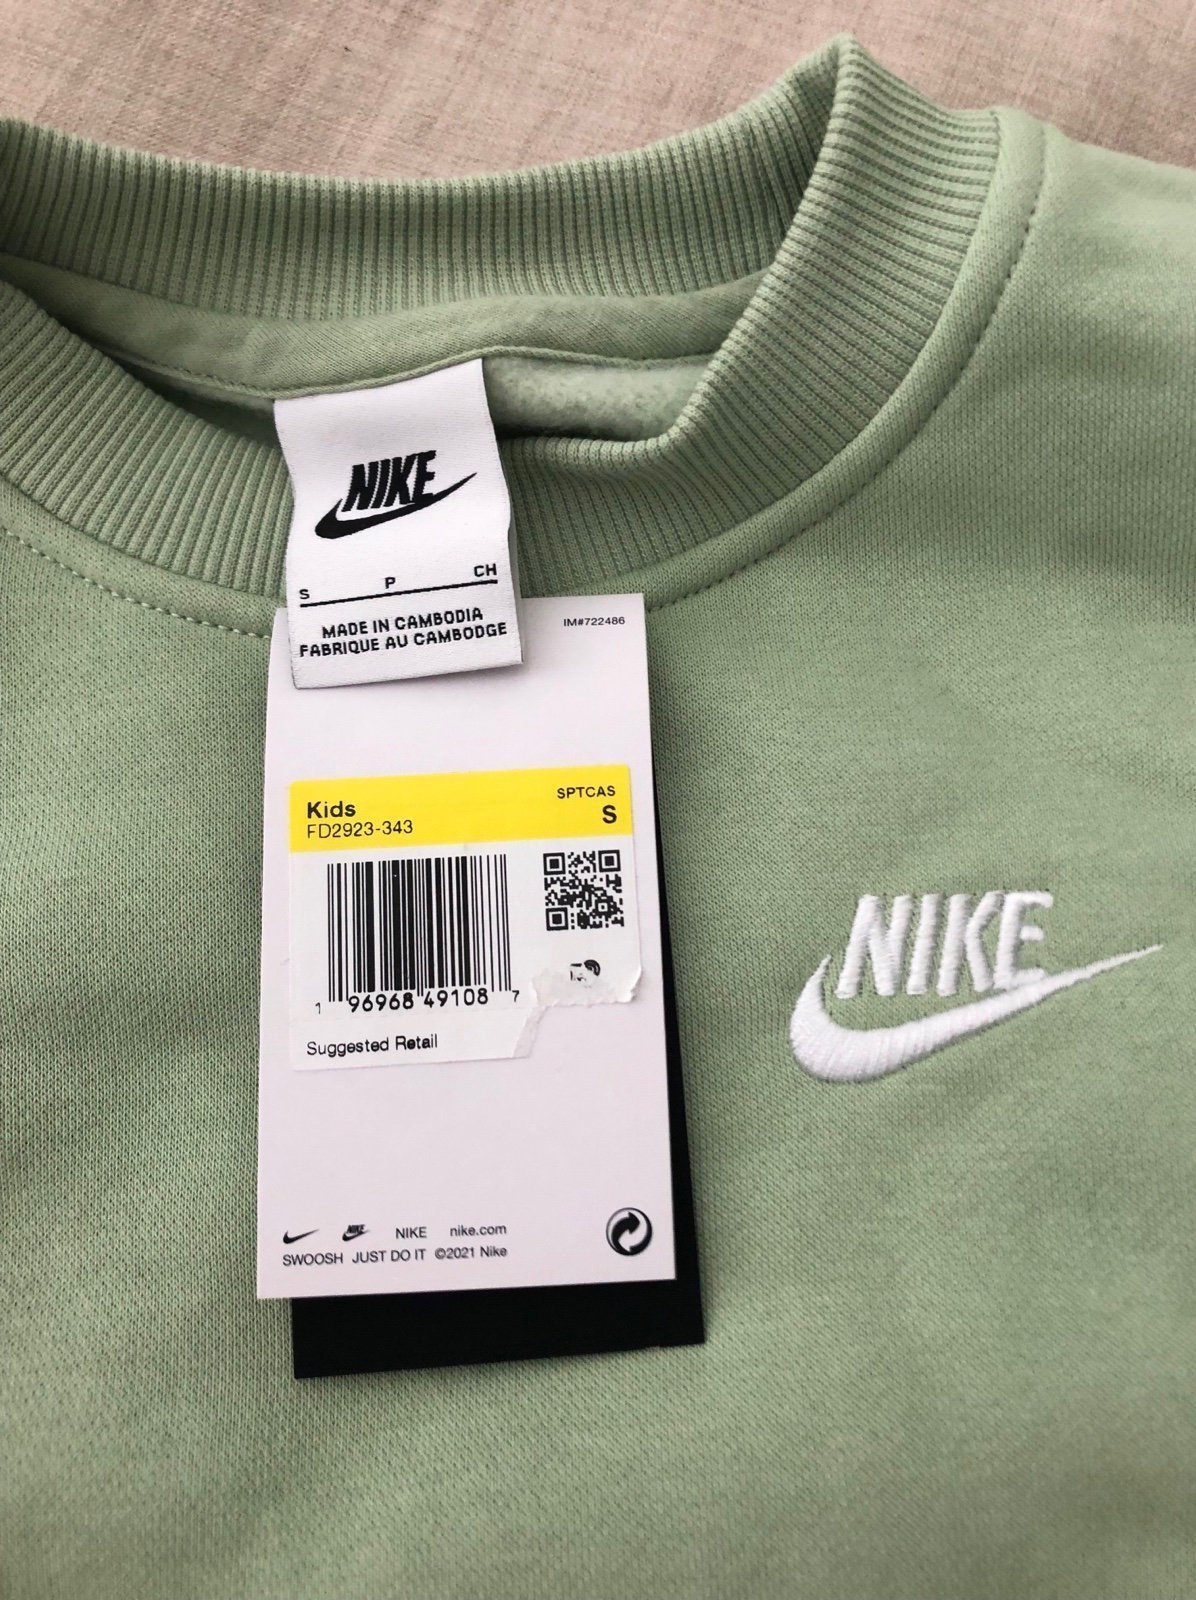 NIKE
S P CH
MADE IN CAMBODIA
FABRIQUE AU CAMBODGE
IM#722486
Kids SPTCAS
FD2923-343 S
1 96968 49108 7
Suggested Retail
NIKE
NIKE NIKE nike.com
SWOOSH JUST DO IT ©2021 Nike